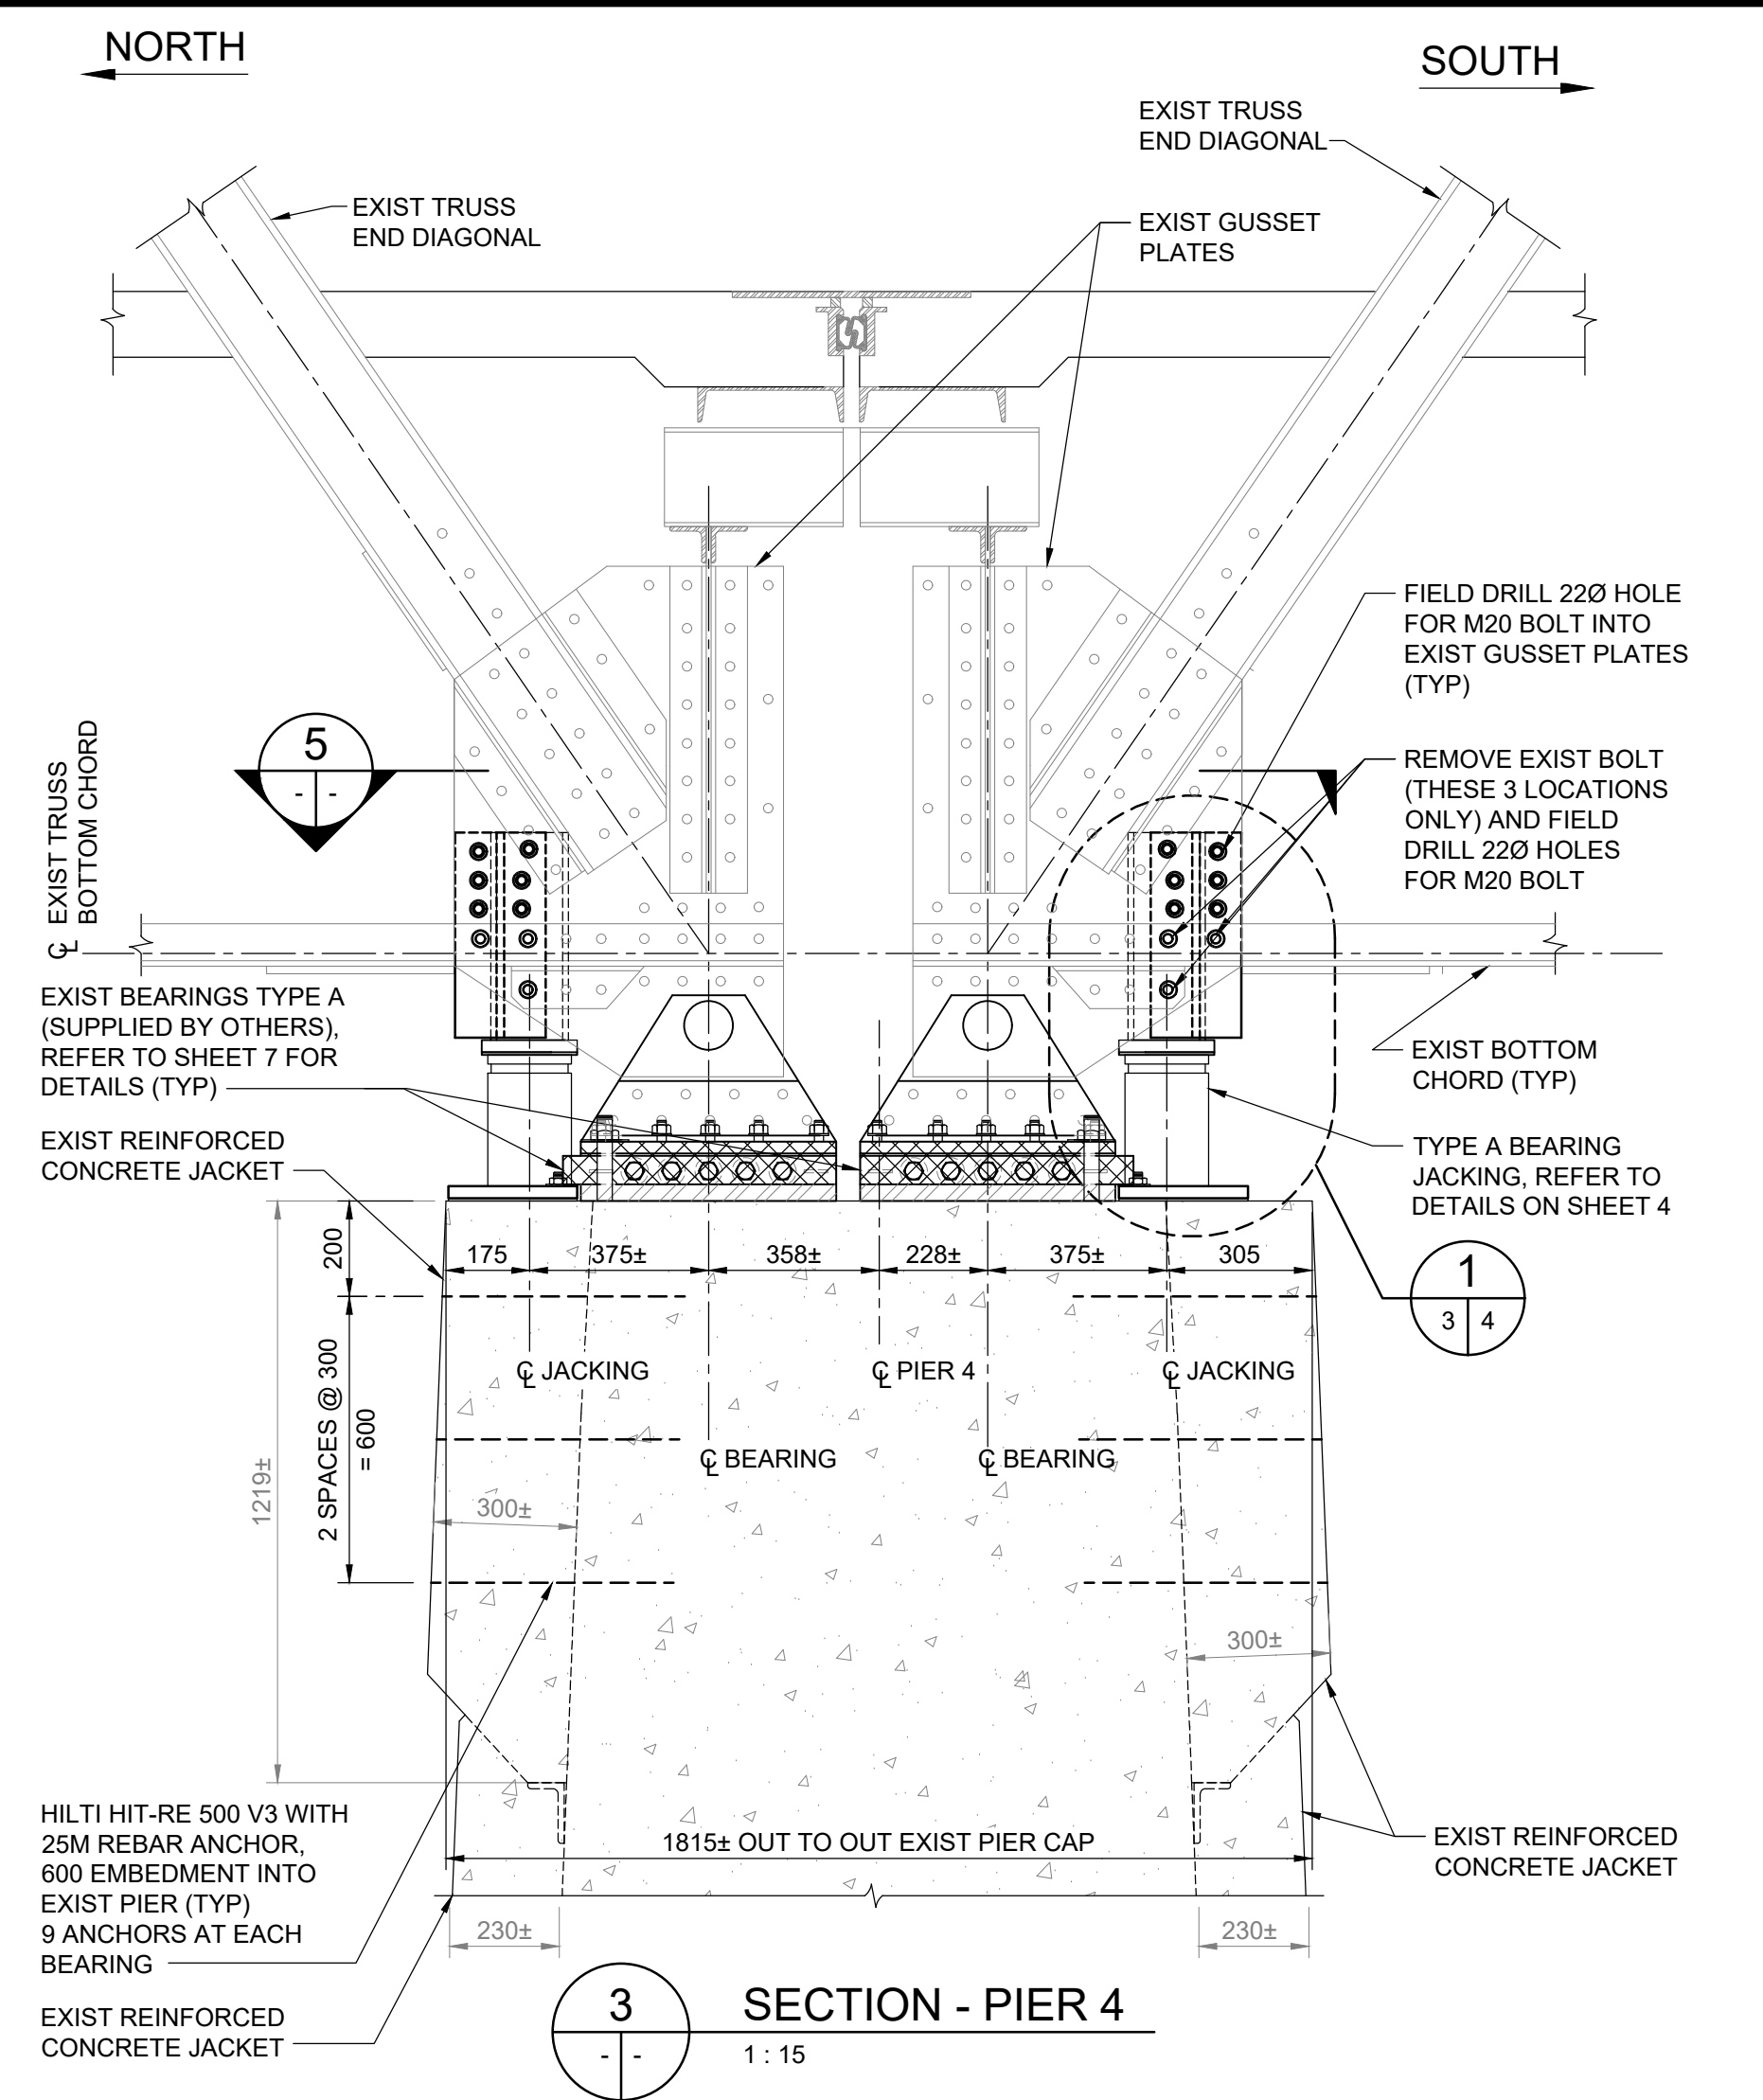 NORTH
SOUTH
EXIST TRUSS
END DIAGONAL
EXIST TRUSS
END DIAGONAL
EXIST GUSSET
PLATES
FIELD DRILL 22Ø HOLE
FOR M20 BOLT INTO
EXIST GUSSET PLATES
(TYP)
5
- -
℄ EXIST TRUSS
BOTTOM CHORD
REMOVE EXIST BOLT
(THESE 3 LOCATIONS
ONLY) AND FIELD
DRILL 22Ø HOLES
FOR M20 BOLT
EXIST BEARINGS TYPE A
(SUPPLIED BY OTHERS),
REFER TO SHEET 7 FOR
DETAILS (TYP)
EXIST BOTTOM
CHORD (TYP)
EXIST REINFORCED
CONCRETE JACKET
TYPE A BEARING
JACKING, REFER TO
DETAILS ON SHEET 4
200
175
375±
358±
228±
375±
305
1
3 4
℄ JACKING
℄ PIER 4
℄ JACKING
℄ BEARING
℄ BEARING
2 SPACES @ 300
= 600
1219±
300±
300±
HILTI HIT-RE 500 V3 WITH
25M REBAR ANCHOR,
600 EMBEDMENT INTO
EXIST PIER (TYP)
9 ANCHORS AT EACH
BEARING
1815± OUT TO OUT EXIST PIER CAP
EXIST REINFORCED
CONCRETE JACKET
230±
230±
EXIST REINFORCED
CONCRETE JACKET
3
- -
SECTION - PIER 4
1 : 15